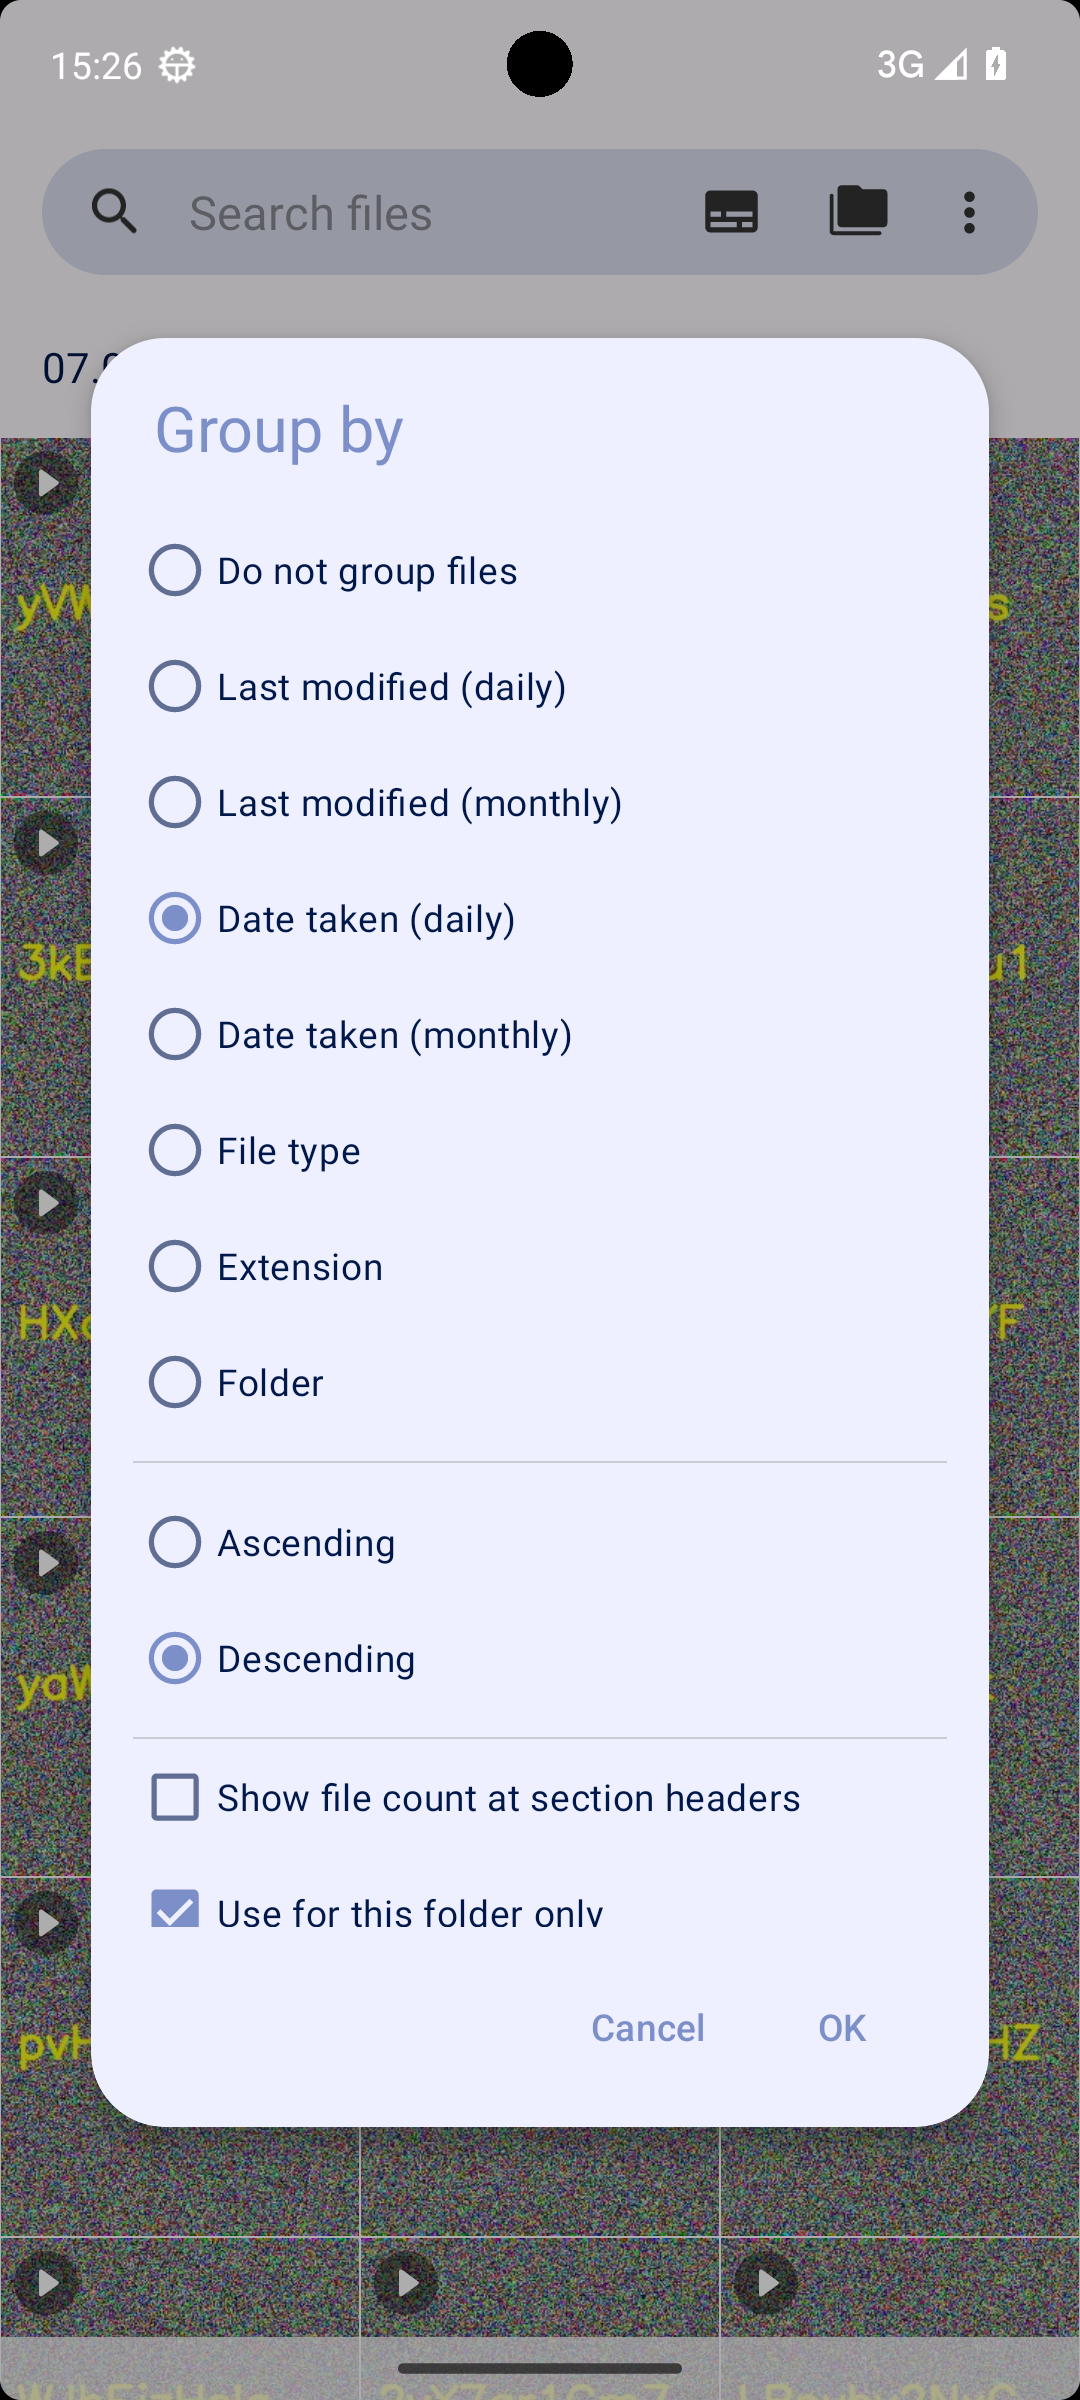 15:26
3G
Search files
Group by
Do not group files
Last modified (daily)
Last modified (monthly)
Date taken (daily)
Date taken (monthly)
File type
Extension
Folder
Ascending
Descending
Show file count at section headers
Use for this folder only
Cancel
OK